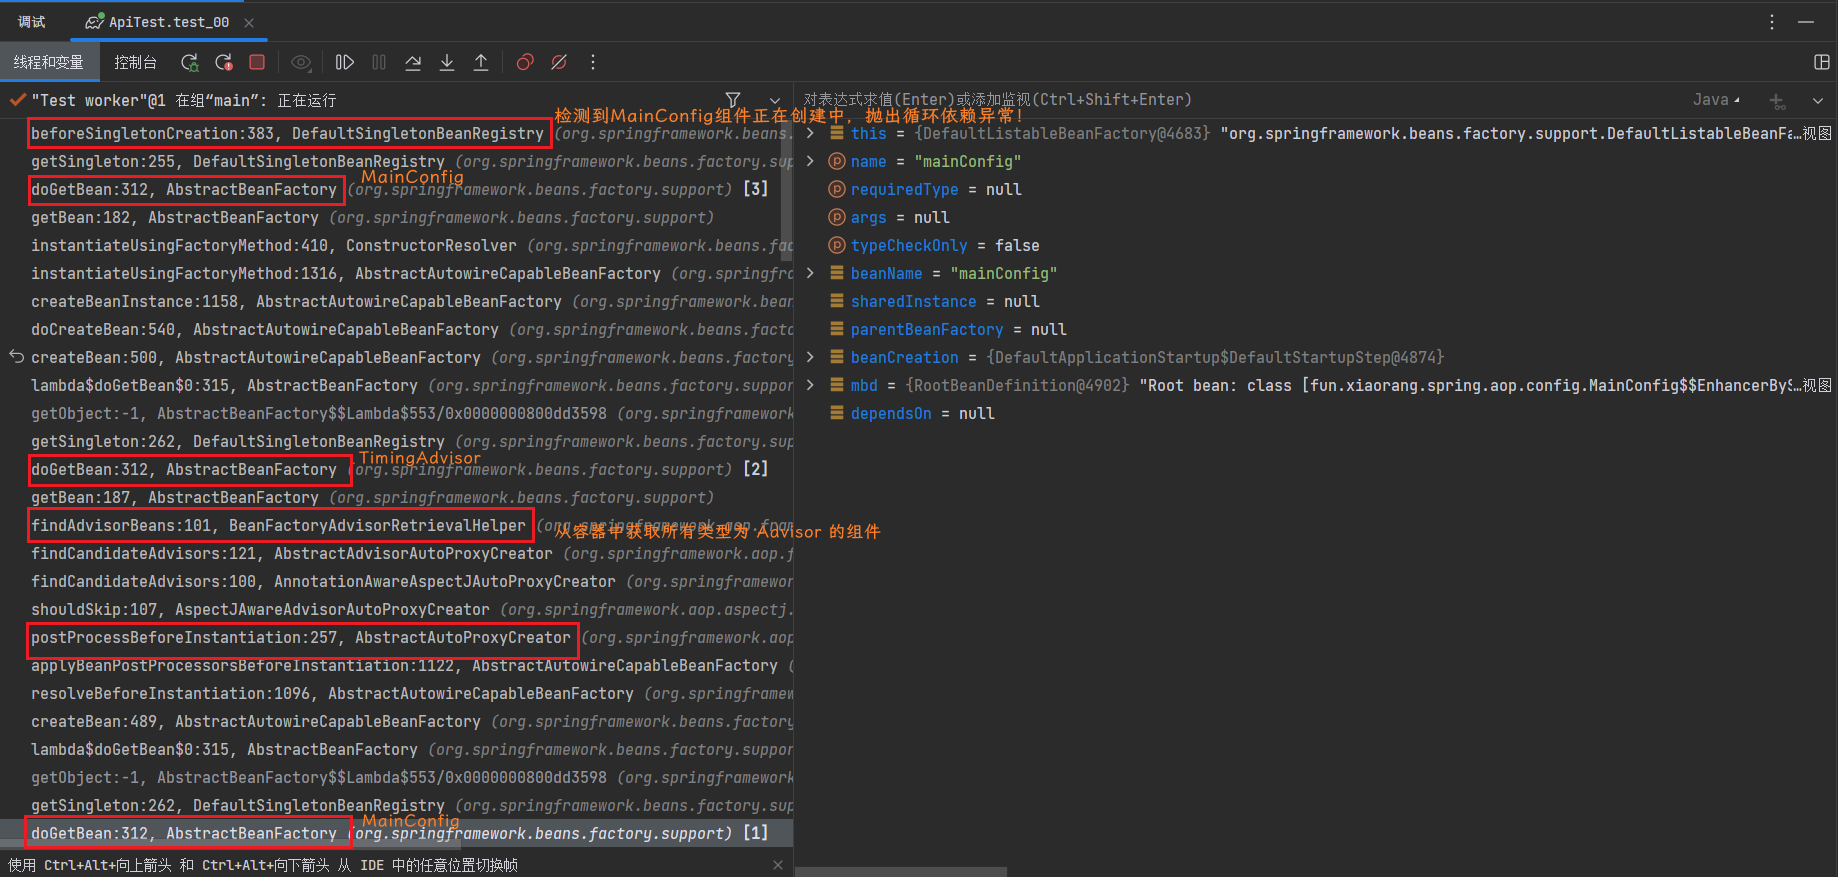 调试
ApiTest.test_00
线程和变量
控制台
"Test worker"@1 在组“main”: 正在运行
检测到MainConfig组件正在创建中，抛出循环依赖异常！
beforeSingletonCreation:383, DefaultSingletonBeanRegistry (org.springframework.beans.
getSingleton:255, DefaultSingletonBeanRegistry (org.springframework.beans.factory.sup
MainConfig
doGetBean:312, AbstractBeanFactory (org.springframework.beans.factory.support) [3]
getBean:182, AbstractBeanFactory (org.springframework.beans.factory.support)
instantiateUsingFactoryMethod:410, ConstructorResolver (org.springframework.beans.fac
instantiateUsingFactoryMethod:1316, AbstractAutowireCapableBeanFactory (org.springfra
createBeanInstance:1158, AbstractAutowireCapableBeanFactory (org.springframework.bean
doCreateBean:540, AbstractAutowireCapableBeanFactory (org.springframework.beans.facto
createBean:500, AbstractAutowireCapableBeanFactory (org.springframework.beans.factory
lambda$doGetBean$0:315, AbstractBeanFactory (org.springframework.beans.factory.suppor
getObject:-1, AbstractBeanFactory$$Lambda$553/0x0000000800dd3598 (org.springframework
getSingleton:262, DefaultSingletonBeanRegistry (org.springframework.beans.factory.sup
TimingAdvisor
doGetBean:312, AbstractBeanFactory (org.springframework.beans.factory.support) [2]
getBean:187, AbstractBeanFactory (org.springframework.beans.factory.support)
findAdvisorBeans:101, BeanFactoryAdvisorRetrievalHelper (org.springframework.aop.fram
从容器中获取所有类型为 Advisor 的组件
findCandidateAdvisors:121, AbstractAdvisorAutoProxyCreator (org.springframework.aop.f
findCandidateAdvisors:100, AnnotationAwareAspectJAutoProxyCreator (org.springframewor
shouldSkip:107, AspectJAwareAdvisorAutoProxyCreator (org.springframework.aop.aspectj.
postProcessBeforeInstantiation:257, AbstractAutoProxyCreator (org.springframework.aop
applyBeanPostProcessorsBeforeInstantiation:1122, AbstractAutowireCapableBeanFactory (
resolveBeforeInstantiation:1096, AbstractAutowireCapableBeanFactory (org.springframew
createBean:489, AbstractAutowireCapableBeanFactory (org.springframework.beans.factory
lambda$doGetBean$0:315, AbstractBeanFactory (org.springframework.beans.factory.suppor
getObject:-1, AbstractBeanFactory$$Lambda$553/0x0000000800dd3598 (org.springframework
getSingleton:262, DefaultSingletonBeanRegistry (org.springframework.beans.factory.sup
MainConfig
doGetBean:312, AbstractBeanFactory (org.springframework.beans.factory.support) [1]
使用 Ctrl+Alt+向上箭头 和 Ctrl+Alt+向下箭头 从 IDE 中的任意位置切换帧
对表达式求值(Enter)或添加监视(Ctrl+Shift+Enter)
Java
this = {DefaultListableBeanFactory@4683} "org.springframework.beans.factory.support.DefaultListableBeanFa...视图
name = "mainConfig"
requiredType = null
args = null
typeCheckOnly = false
beanName = "mainConfig"
sharedInstance = null
parentBeanFactory = null
beanCreation = {DefaultApplicationStartup$DefaultStartupStep@4874}
mbd = {RootBeanDefinition@4902} "Root bean: class [fun.xiaorang.spring.aop.config.MainConfig$$EnhancerByS...视图
dependsOn = null